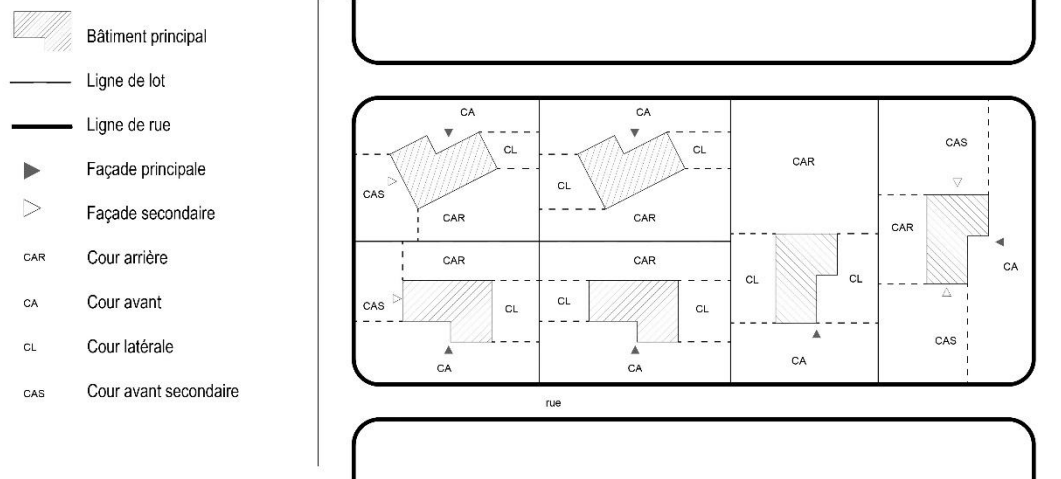 Bâtiment principal
Ligne de lot
Ligne de rue
Façade principale
Façade secondaire
CAR Cour arrière
CA Cour avant
CL Cour latérale
CAS Cour avant secondaire
CA CA
CL CL CAR CAS
CAS CL
CAR CAR CAR
CAR CAR CA
CAS CL CL CL CL CL
CAS
CA CA CA
rue